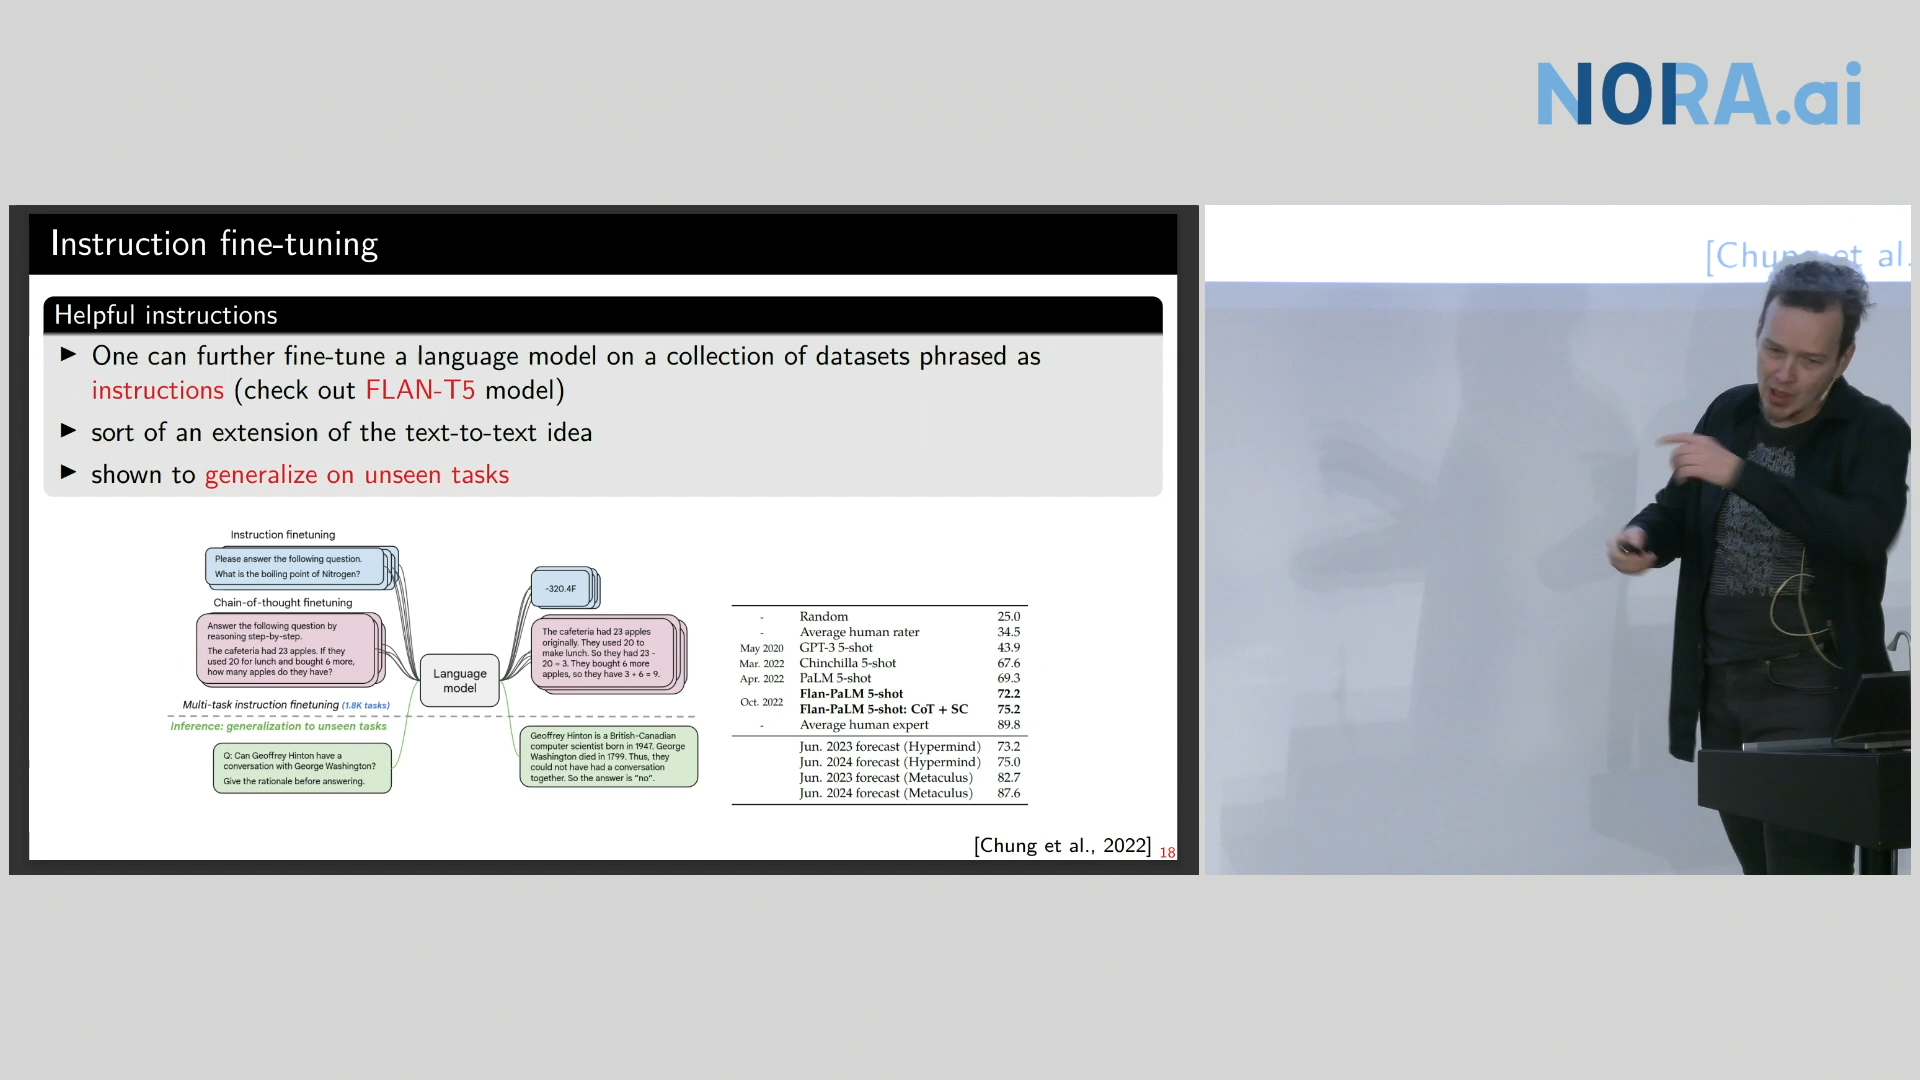 NORA.ai
Instruction fine-tuning
Helpful instructions
► One can further fine-tune a language model on a collection of datasets phrased as
instructions (check out FLAN-T5 model)
► sort of an extension of the text-to-text idea
► shown to generalize on unseen tasks
Instruction finetuning
Please answer the following question.
What is the boiling point of Nitrogen?
Chain-of-thought finetuning
Answer the following question by
reasoning step-by-step.
The cafeteria had 23 apples. If they
used 20 for lunch and bought 6 more,
how many apples do they have?
Multi-task instruction finetuning (1.8K tasks)
Inference: generalization to unseen tasks
Q: Can Geoffrey Hinton have a
conversation with George Washington?
Give the rationale before answering.
Language
model
-320.4F
The cafeteria had 23 apples
originally. They used 20 to
make lunch. So they had 23 -
20 = 3. They bought 6 more
apples, so they have 3 + 6 = 9.
Geoffrey Hinton is a British-Canadian
computer scientist born in 1947. George
Washington died in 1799. Thus, they
could not have had a conversation
together. So the answer is "no".
- Random 25.0
- Average human rater 34.5
May 2020 GPT-3 5-shot 43.9
Mar. 2022 Chinchilla 5-shot 67.6
Apr. 2022 PaLM 5-shot 69.3
Oct. 2022 Flan-PaLM 5-shot 72.2
Flan-PaLM 5-shot: CoT + SC 75.2
- Average human expert 89.8
Jun. 2023 forecast (Hypermind) 73.2
Jun. 2024 forecast (Hypermind) 75.0
Jun. 2023 forecast (Metaculus) 82.7
Jun. 2024 forecast (Metaculus) 87.6
[Chung et al., 2022] 18
[Chung et al.